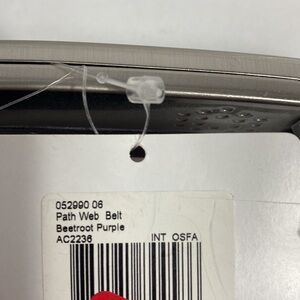 052990 06
Path Web Belt
Beetroot Purple
AC2236
INT OSFA